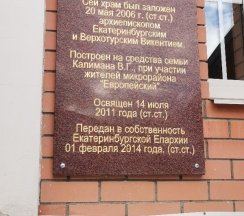 Сей храм был заложен
20 мая 2006 г. (ст.ст.)
архиепископом
Екатеринбургским
и Верхотурским Викентием.
Построен на средства семьи
Калимана В.Г., при участии
жителей микрорайона
"Европейский"
Освящен 14 июля
2011 года (ст.ст.)
Передан в собственность
Екатеринбургской Епархии
01 февраля 2014 года. (ст.ст.)